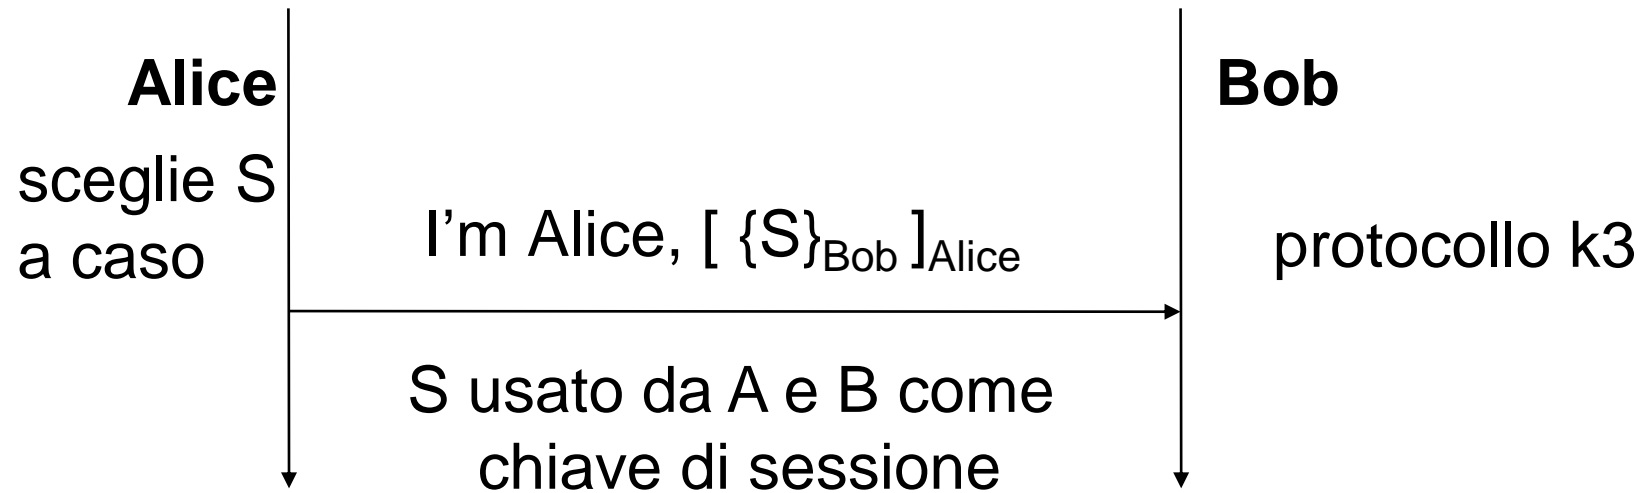 Alice
Bob
sceglie S
a caso
I'm Alice, [ {S}Bob ]Alice
protocollo k3
S usato da A e B come
chiave di sessione